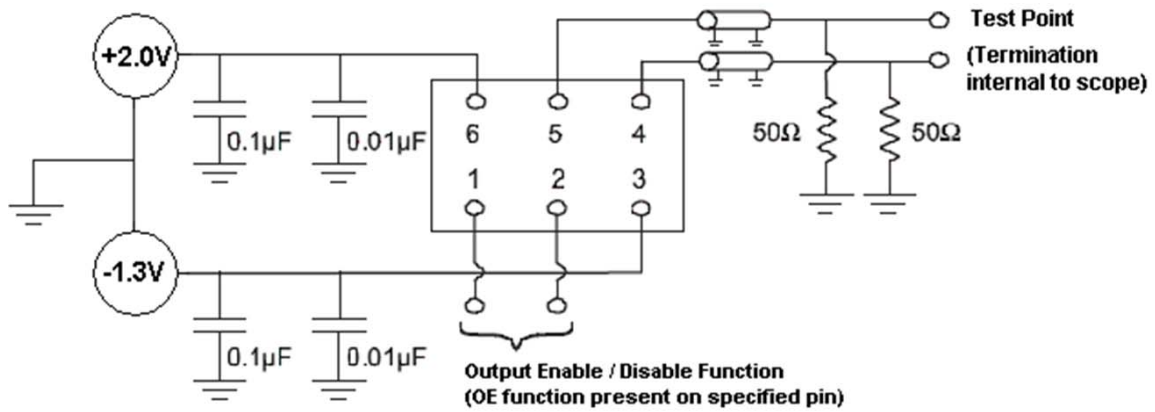 +2.0V
0.1µF
0.01µF
6
5
4
1
2
3
Test Point
(Termination
internal to scope)
50Ω
50Ω
-1.3V
0.1µF
0.01µF
Output Enable / Disable Function
(OE function present on specified pin)